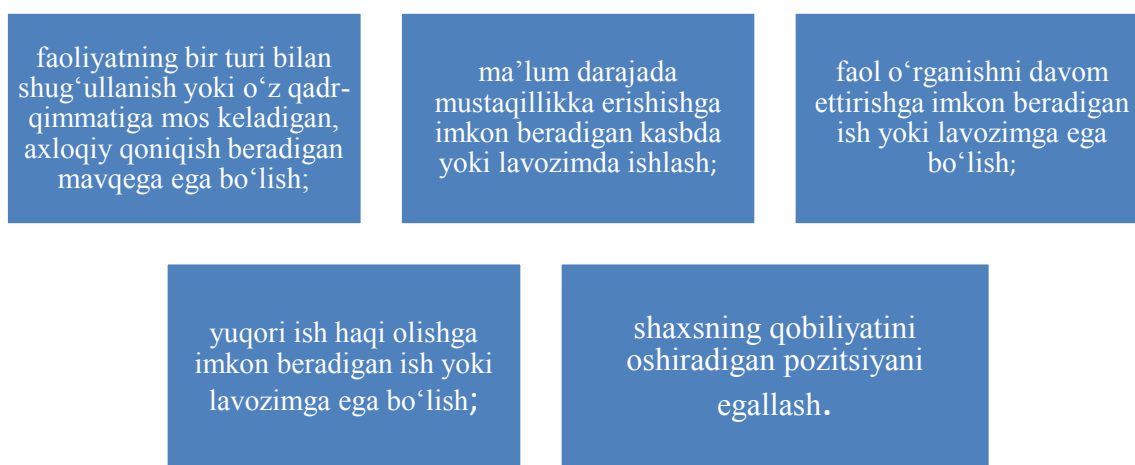 faoliyatning bir turi bilan
shug‘ullanish yoki o‘z qadr-
qimmatiga mos keladigan,
axloqiy qoniqish beradigan
mavqega ega bo‘lish;
ma’lum darajada
mustaqillikka erishishga
imkon beradigan kasbda
yoki lavozimda ishlash;
faol o‘rganishni davom
ettirishga imkon beradigan
ish yoki lavozimga ega
bo‘lish;
yuqori ish haqi olishga
imkon beradigan ish yoki
lavozimga ega bo‘lish;
shaxsning qobiliyatini
oshiradigan pozitsiyani
egallash.